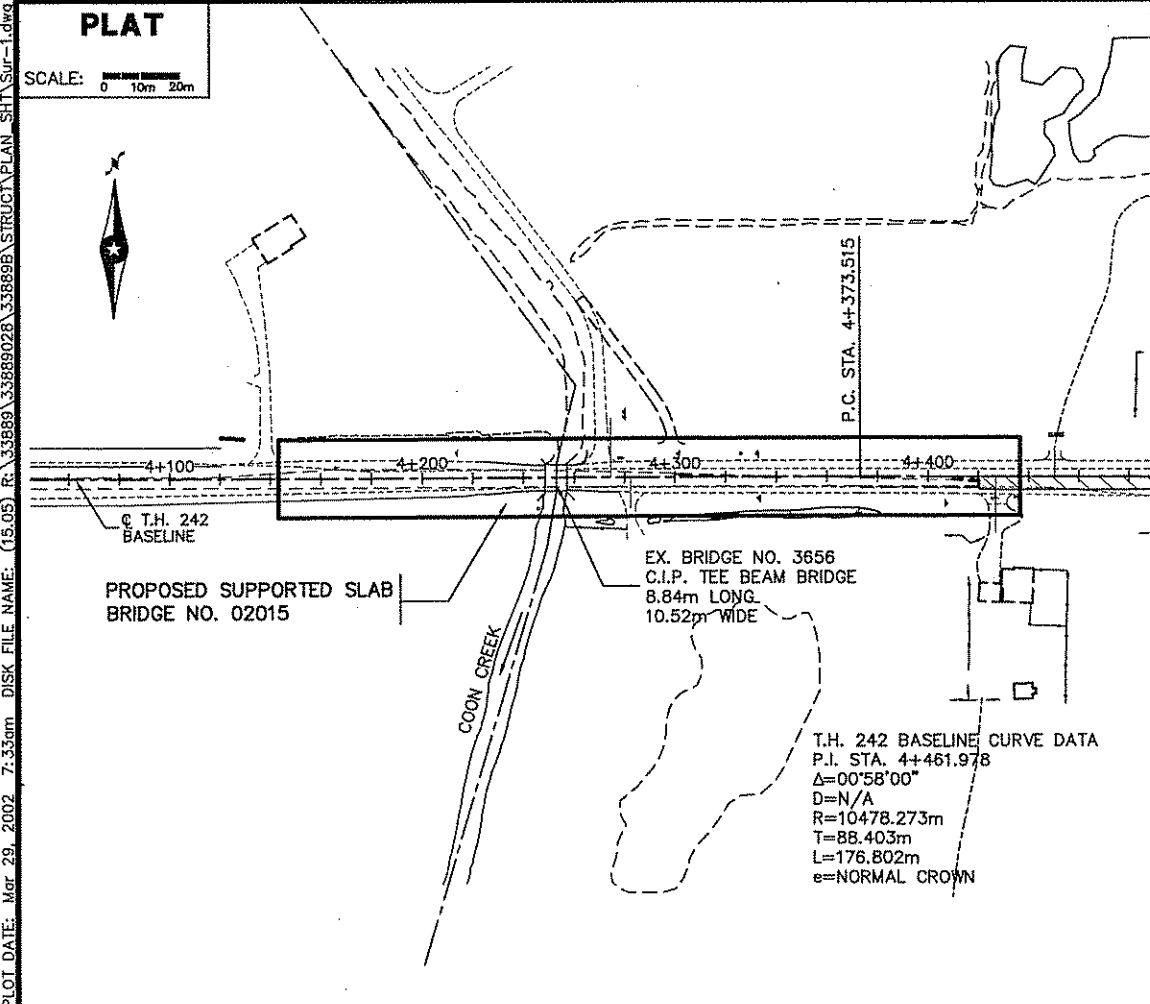 PLAT
SCALE:
0 10m 20m
N
P.C. STA. 4+373.515
4+100 4+200 4+300 4+400
℄ T.H. 242
BASELINE
PROPOSED SUPPORTED SLAB
BRIDGE NO. 02015
EX. BRIDGE NO. 3656
C.I.P. TEE BEAM BRIDGE
8.84m LONG
10.52m WIDE
COON CREEK
T.H. 242 BASELINE CURVE DATA
P.I. STA. 4+461.978
Δ=00°58'00"
D=N/A
R=10478.273m
T=88.403m
L=176.802m
e=NORMAL CROWN
PLOT DATE: Mar 29, 2002 7:33am DISK FILE NAME: (15.05) R:\33889\33889028\33889B\STRUCT\PLAN_SHT\Sur-1.dwg